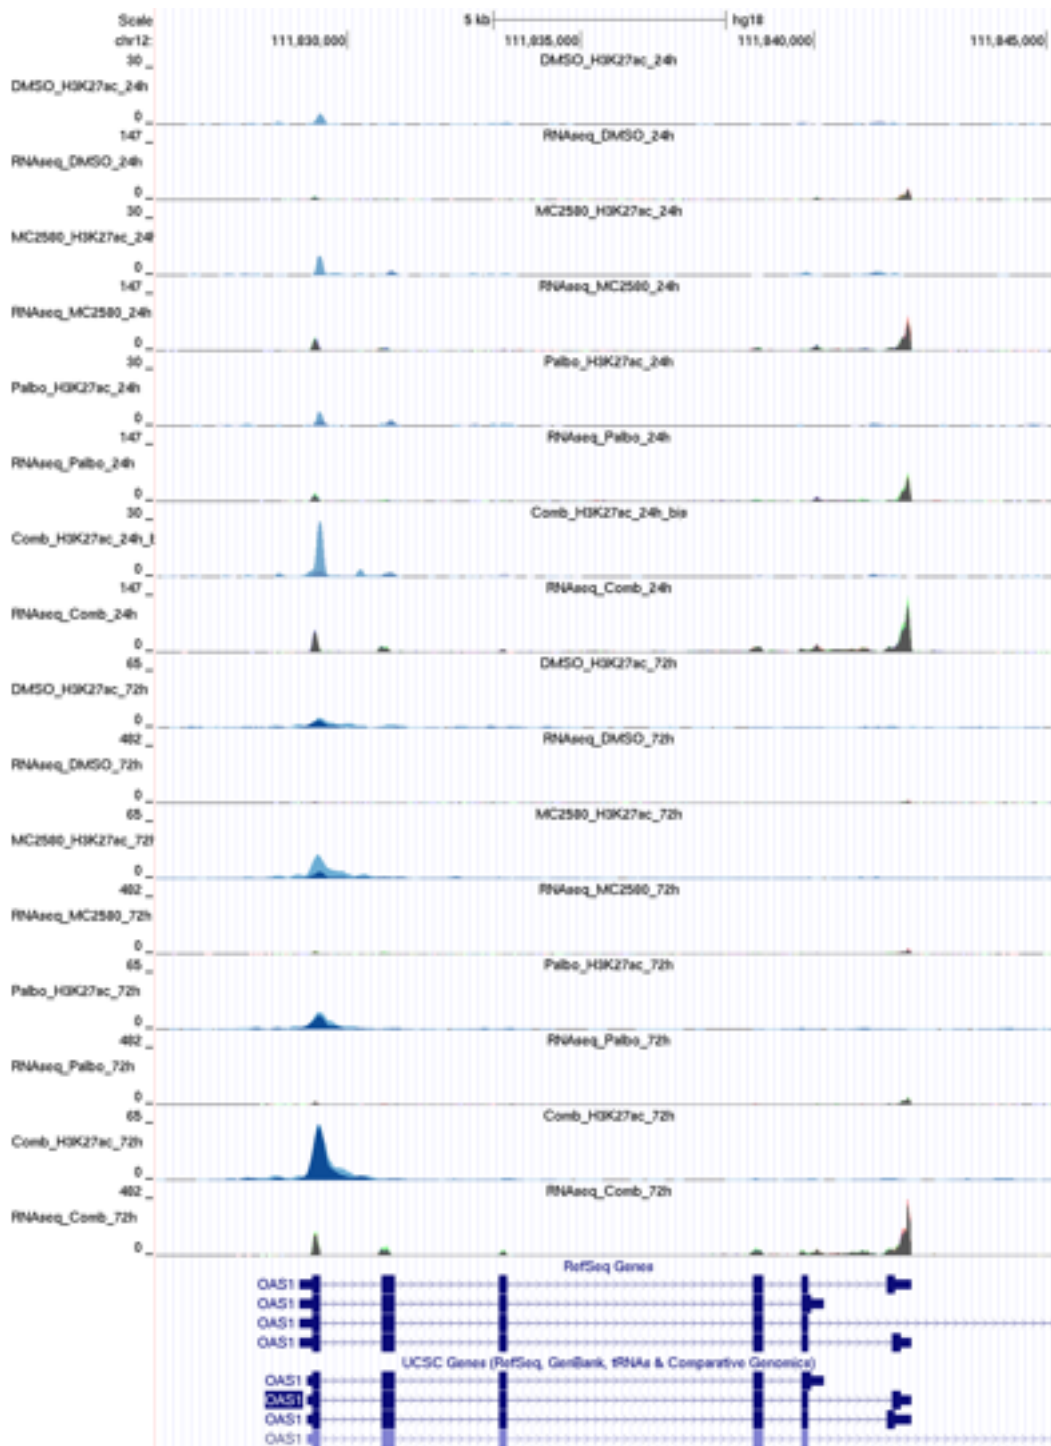 Scale 5 kb hg18
chr12: 111,830,000 111,835,000 111,840,000 111,845,000
30 DMSO_H3K27ac_24h
DMSO_H3K27ac_24h
0
147 RNAseq_DMSO_24h
RNAseq_DMSO_24h
0
30 MC2580_H3K27ac_24h
MC2580_H3K27ac_24h
0
147 RNAseq_MC2580_24h
RNAseq_MC2580_24h
0
30 Palbo_H3K27ac_24h
Palbo_H3K27ac_24h
0
147 RNAseq_Palbo_24h
RNAseq_Palbo_24h
0
30 Comb_H3K27ac_24h_bis
Comb_H3K27ac_24h_b
0
147 RNAseq_Comb_24h
RNAseq_Comb_24h
0
65 DMSO_H3K27ac_72h
DMSO_H3K27ac_72h
0
482 RNAseq_DMSO_72h
RNAseq_DMSO_72h
0
65 MC2580_H3K27ac_72h
MC2580_H3K27ac_72h
0
482 RNAseq_MC2580_72h
RNAseq_MC2580_72h
0
65 Palbo_H3K27ac_72h
Palbo_H3K27ac_72h
0
482 RNAseq_Palbo_72h
RNAseq_Palbo_72h
0
65 Comb_H3K27ac_72h
Comb_H3K27ac_72h
0
482 RNAseq_Comb_72h
RNAseq_Comb_72h
0
RefSeq Genes
OAS1
OAS1
OAS1
OAS1
UCSC Genes (RefSeq, GenBank, tRNAs & Comparative Genomics)
OAS1
OAS1
OAS1
OAS1